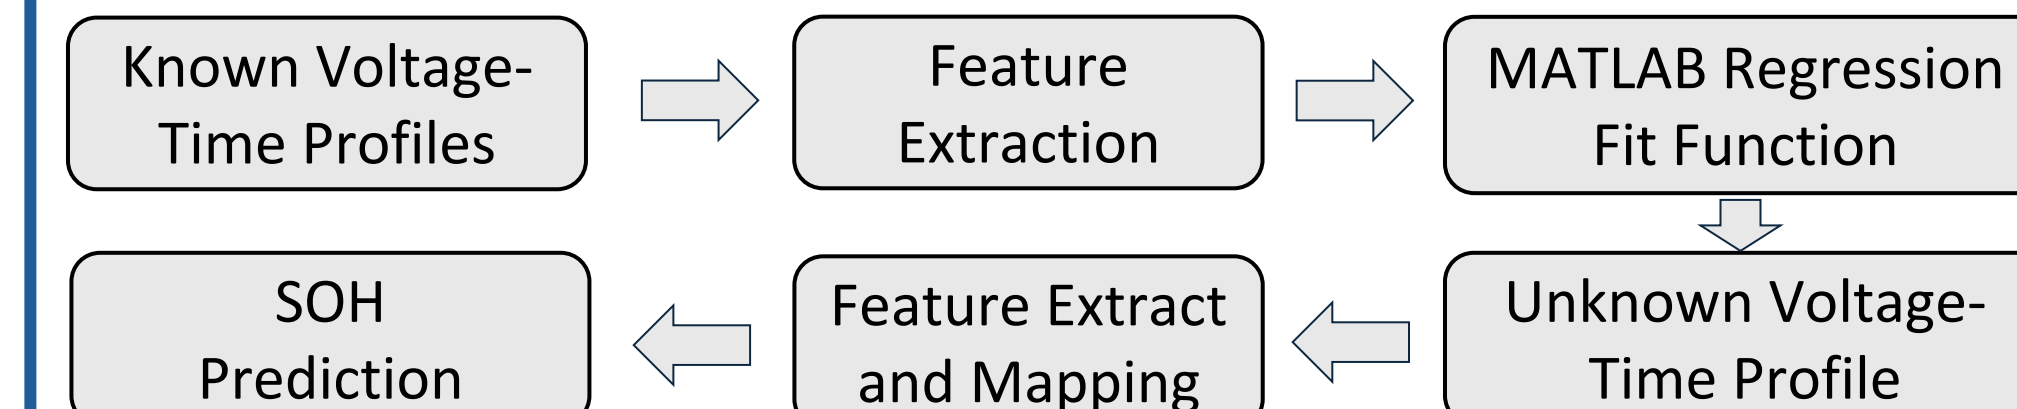 Known Voltage-
Time Profiles
Feature
Extraction
MATLAB Regression
Fit Function
Unknown Voltage-
Time Profile
Feature Extract
and Mapping
SOH
Prediction